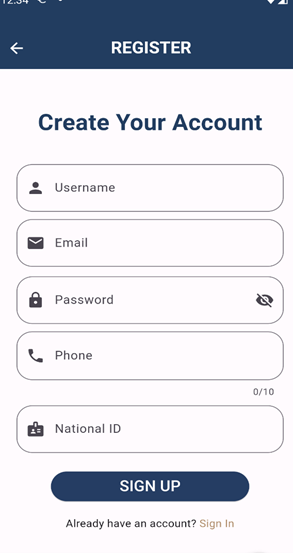 12:34
REGISTER
Create Your Account
Username
Email
Password
Phone
0/10
National ID
SIGN UP
Already have an account? Sign In